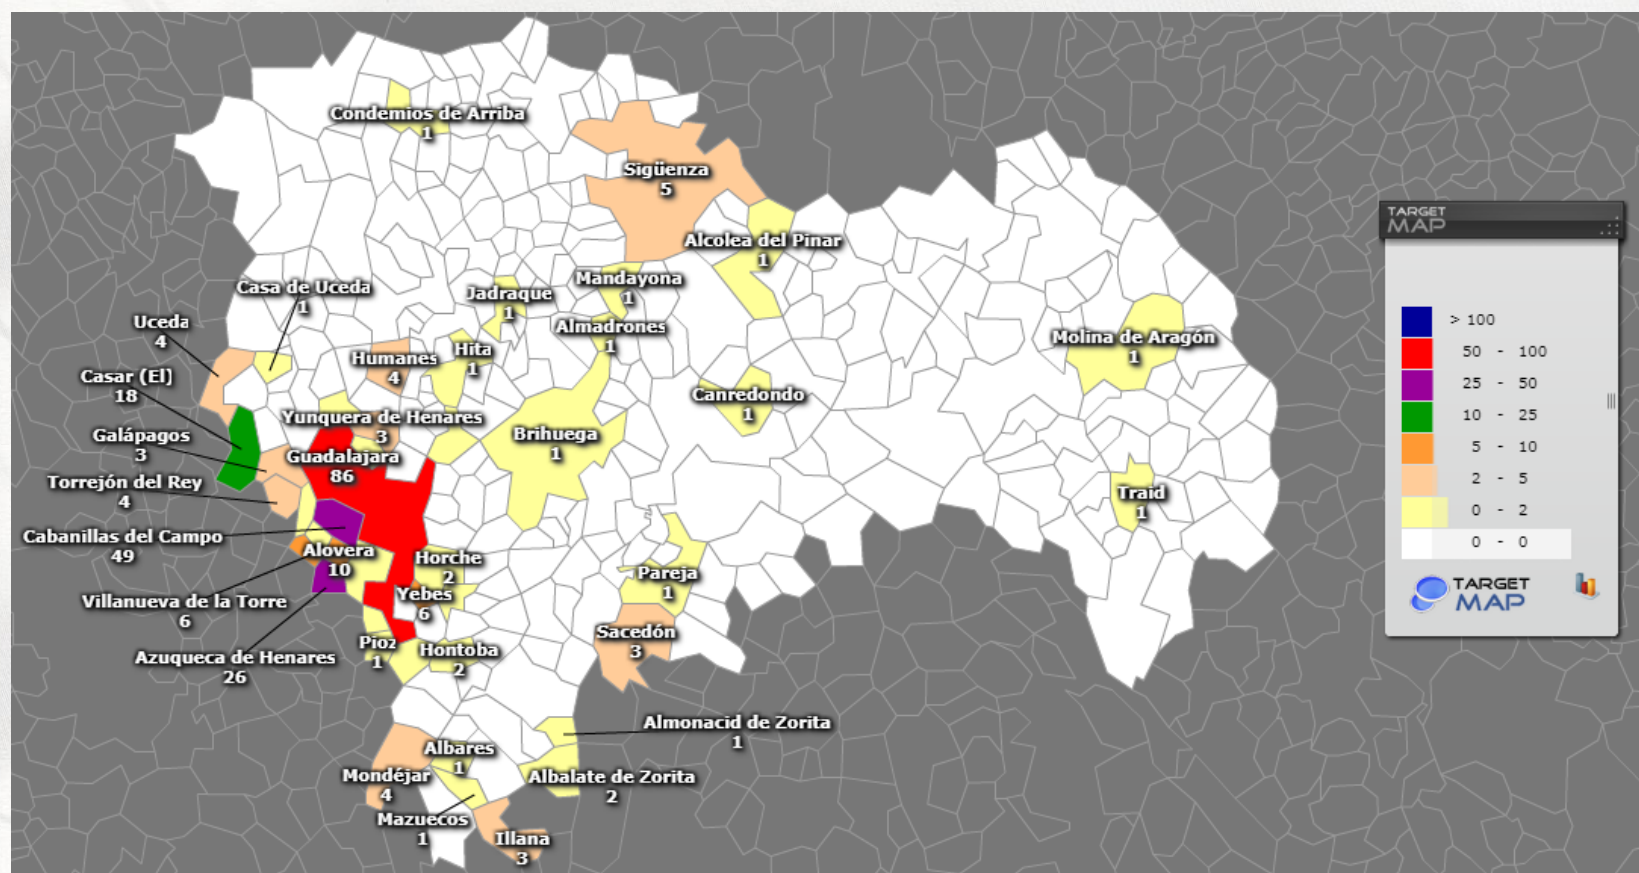 Condemios de Arriba
1
Sigüenza
5
Alcolea del Pinar
1
Mandayona
1
Casa de Uceda
1
Jadraque
1
Uceda
4
Almadrones
1
Molina de Aragón
1
Hita
1
Humanes
4
Casar (El)
18
Canredondo
1
Yunquera de Henares
3
Brihuega
1
Galápagos
3
Guadalajara
86
Torrejón del Rey
4
Traid
1
Cabanillas del Campo
49
Alovera
10
Horche
2
Pareja
1
Villanueva de la Torre
6
Yebes
6
Sacedón
3
Pioz
1
Hontoba
2
Azuqueca de Henares
26
Almonacid de Zorita
1
Albares
1
Mondéjar
4
Albalate de Zorita
2
Mazuecos
1
Illana
3
TARGET
MAP
> 100
50 - 100
25 - 50
10 - 25
5 - 10
2 - 5
0 - 2
0 - 0
TARGET
MAP